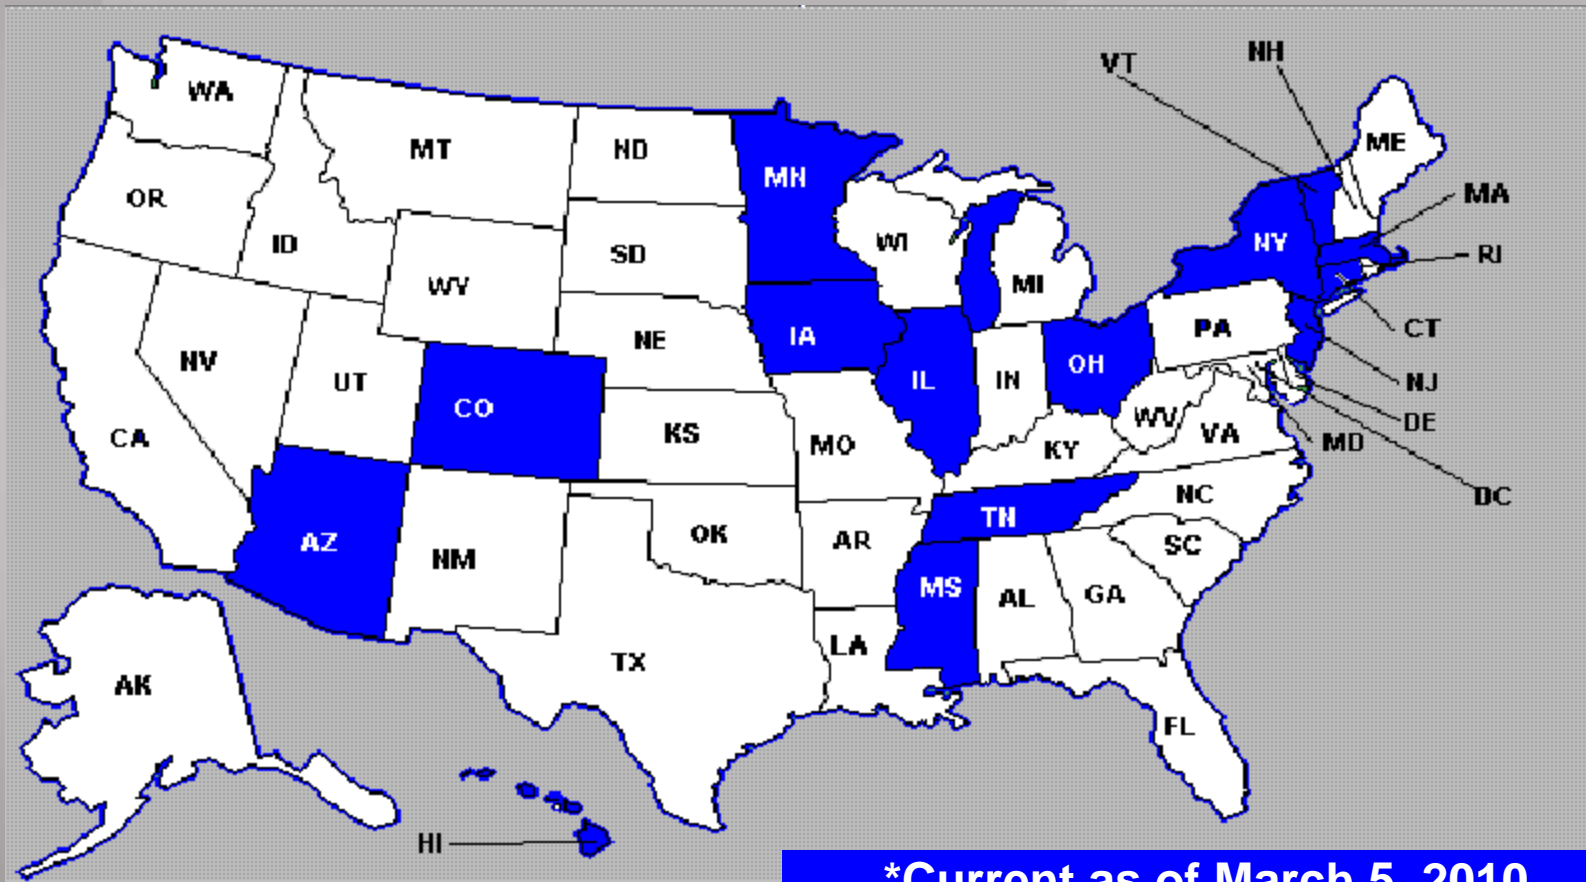 NH
VT
WA
ME
MT
ND
MN
OR
MA
ID
WI
NY
SD
RI
WY
MI
NE
IA
PA
CT
NV
UT
OH
IL
IN
NJ
CO
WV
DE
CA
KS
MO
KY
VA
MD
NC
DC
TN
OK
AR
SC
AZ
NM
MS
AL
GA
LA
TX
AK
FL
HI
*Current as of March 5, 2010